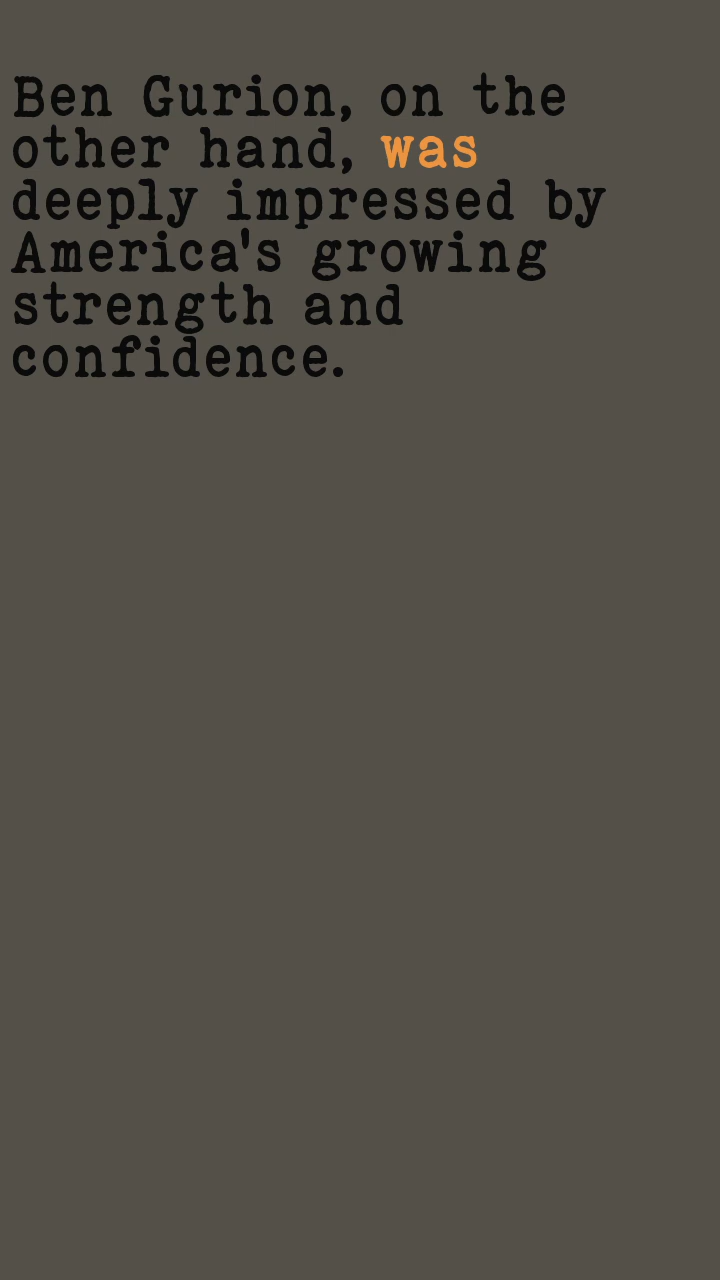 Ben Gurion, on the
other hand, was
deeply impressed by
America's growing
strength and
confidence.